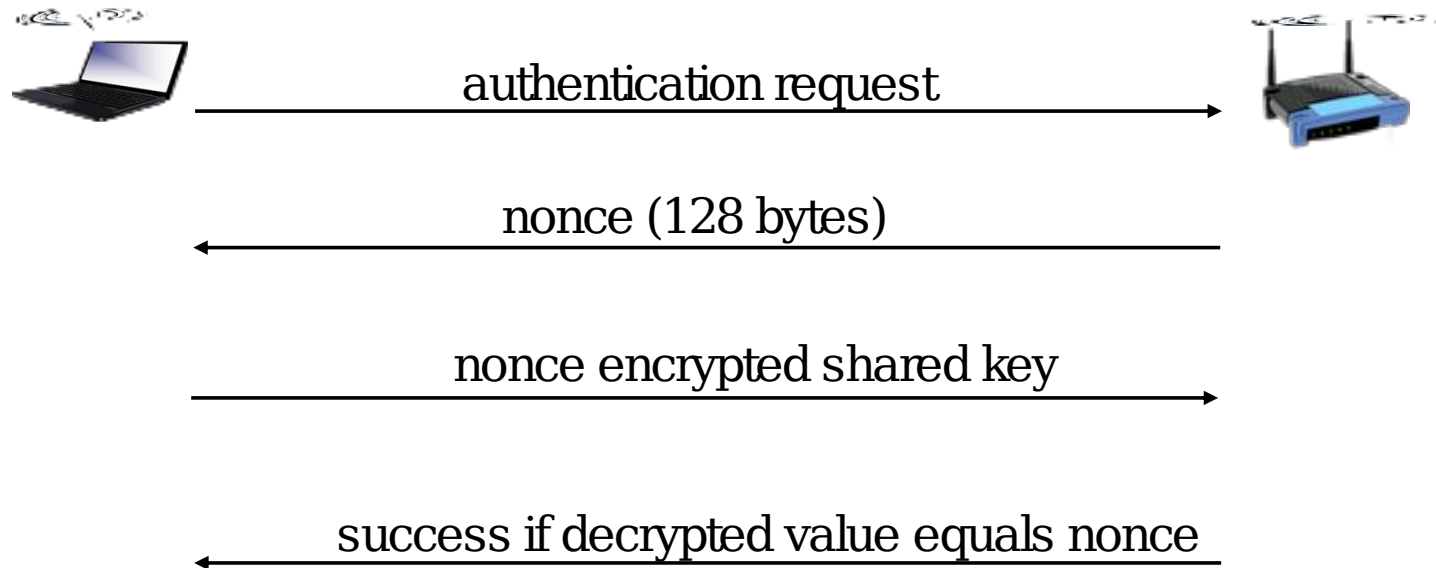 authentication request
nonce (128 bytes)
nonce encrypted shared key
success if decrypted value equals nonce